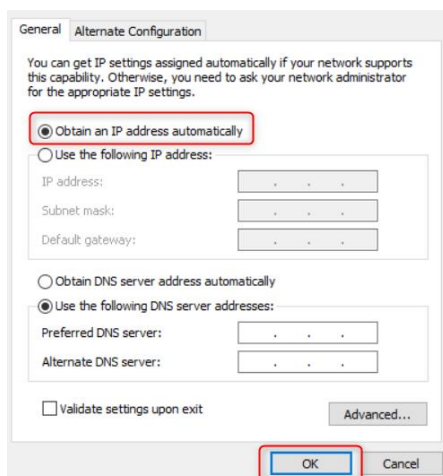 General
Alternate Configuration
You can get IP settings assigned automatically if your network supports
this capability. Otherwise, you need to ask your network administrator
for the appropriate IP settings.
Obtain an IP address automatically
Use the following IP address:
IP address:
Subnet mask:
Default gateway:
Obtain DNS server address automatically
Use the following DNS server addresses:
Preferred DNS server:
Alternate DNS server:
Validate settings upon exit
Advanced...
OK
Cancel